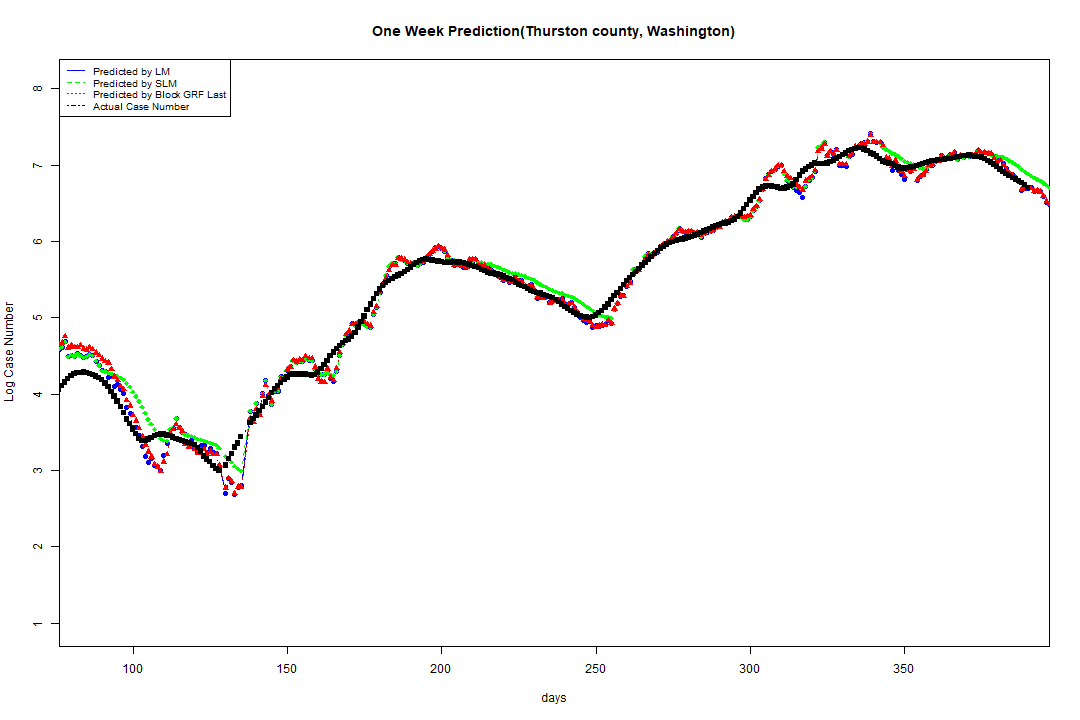 One Week Prediction(Thurston county, Washington)
Predicted by LM
Predicted by SLM
Predicted by Block GRF Last
Actual Case Number
8
7
6
5
4
3
2
1
Log Case Number
100 150 200 250 300 350
days